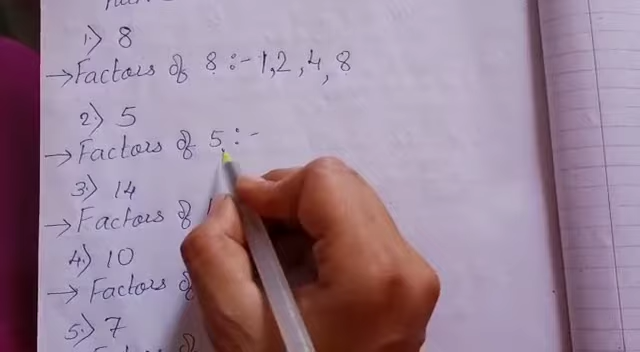 1.) 8
→ Factors of 8 :- 1, 2, 4, 8
2.) 5
→ Factors of 5 :-
3.) 14
→ Factors of
4.) 10
→ Factors
5.) 7